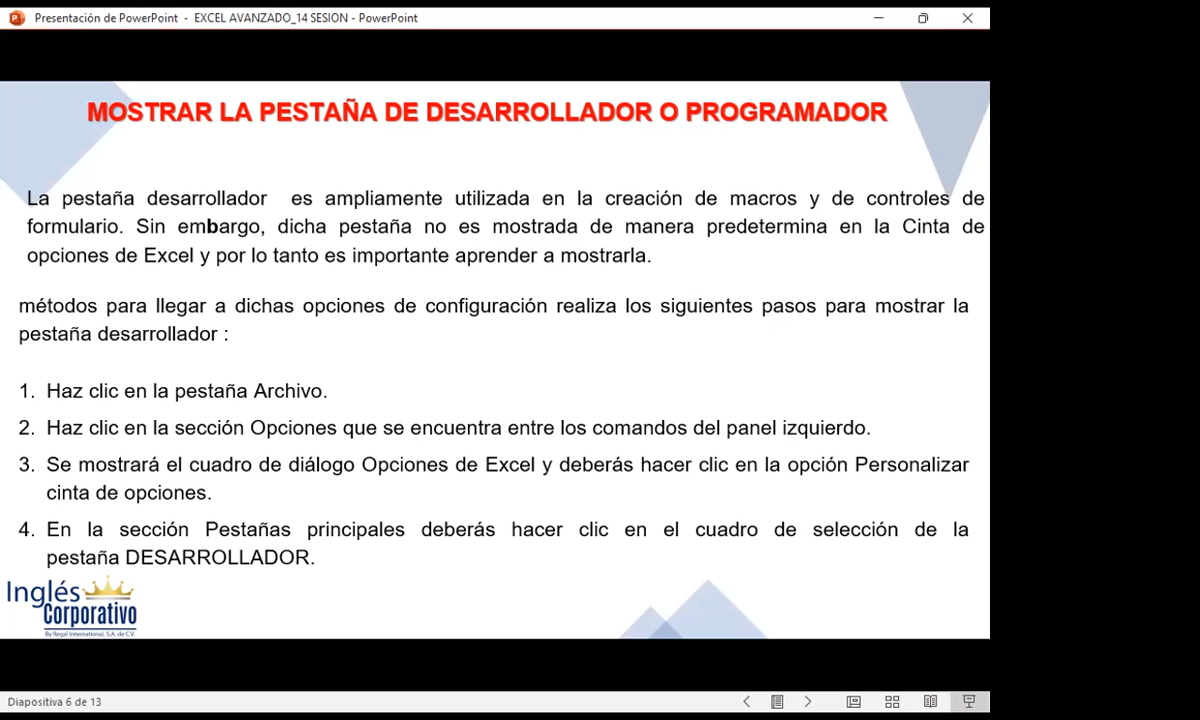 Presentación de PowerPoint - EXCEL AVANZADO_14 SESION - PowerPoint
MOSTRAR LA PESTAÑA DE DESARROLLADOR O PROGRAMADOR
La pestaña desarrollador es ampliamente utilizada en la creación de macros y de controles de
formulario. Sin embargo, dicha pestaña no es mostrada de manera predetermina en la Cinta de
opciones de Excel y por lo tanto es importante aprender a mostrarla.
métodos para llegar a dichas opciones de configuración realiza los siguientes pasos para mostrar la
pestaña desarrollador :
1. Haz clic en la pestaña Archivo.
2. Haz clic en la sección Opciones que se encuentra entre los comandos del panel izquierdo.
3. Se mostrará el cuadro de diálogo Opciones de Excel y deberás hacer clic en la opción Personalizar
cinta de opciones.
4. En la sección Pestañas principales deberás hacer clic en el cuadro de selección de la
pestaña DESARROLLADOR.
Inglés
Corporativo
By Regal International, S.A. de C.V.
Diapositiva 6 de 13